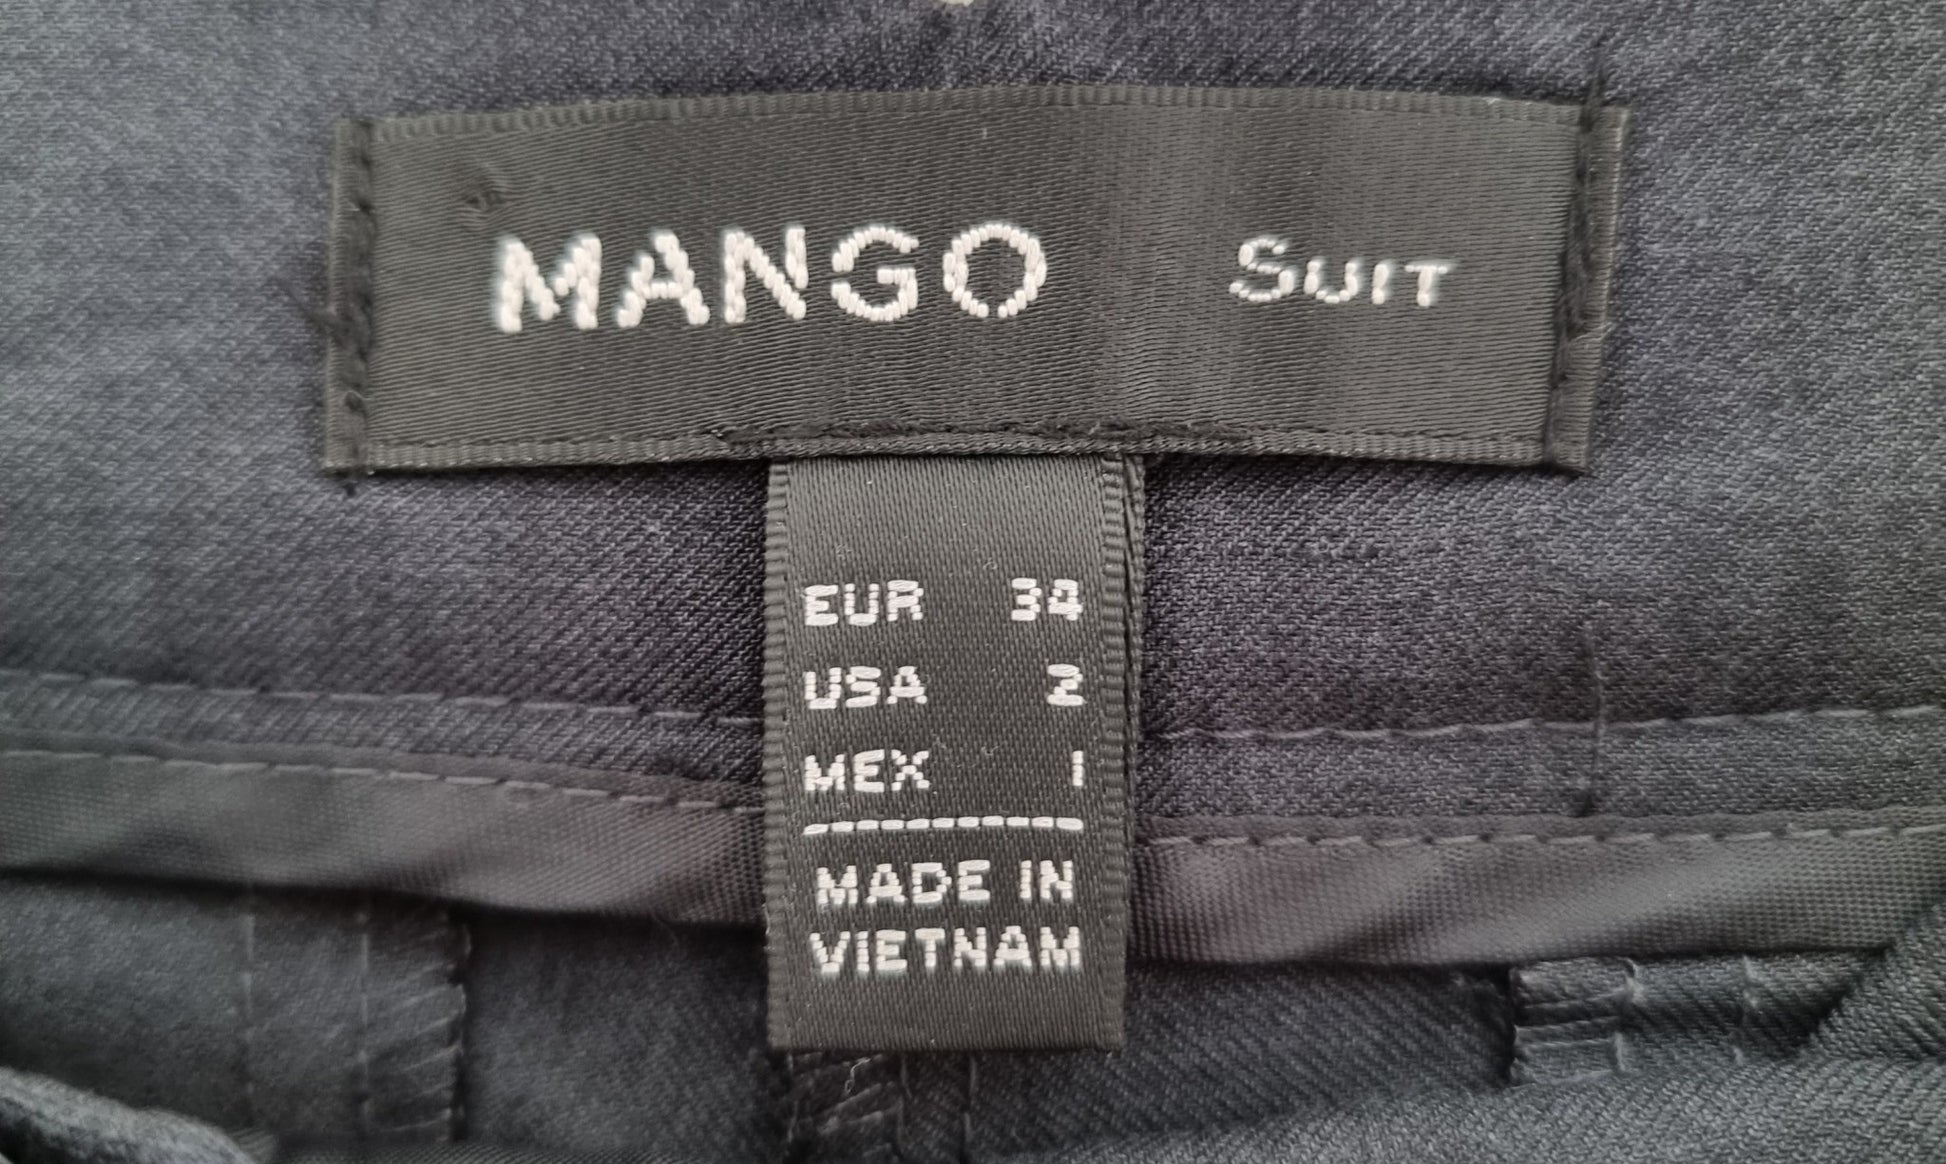 MANGO SUIT
EUR 34
USA 2
MEX 1
MADE IN
VIETNAM